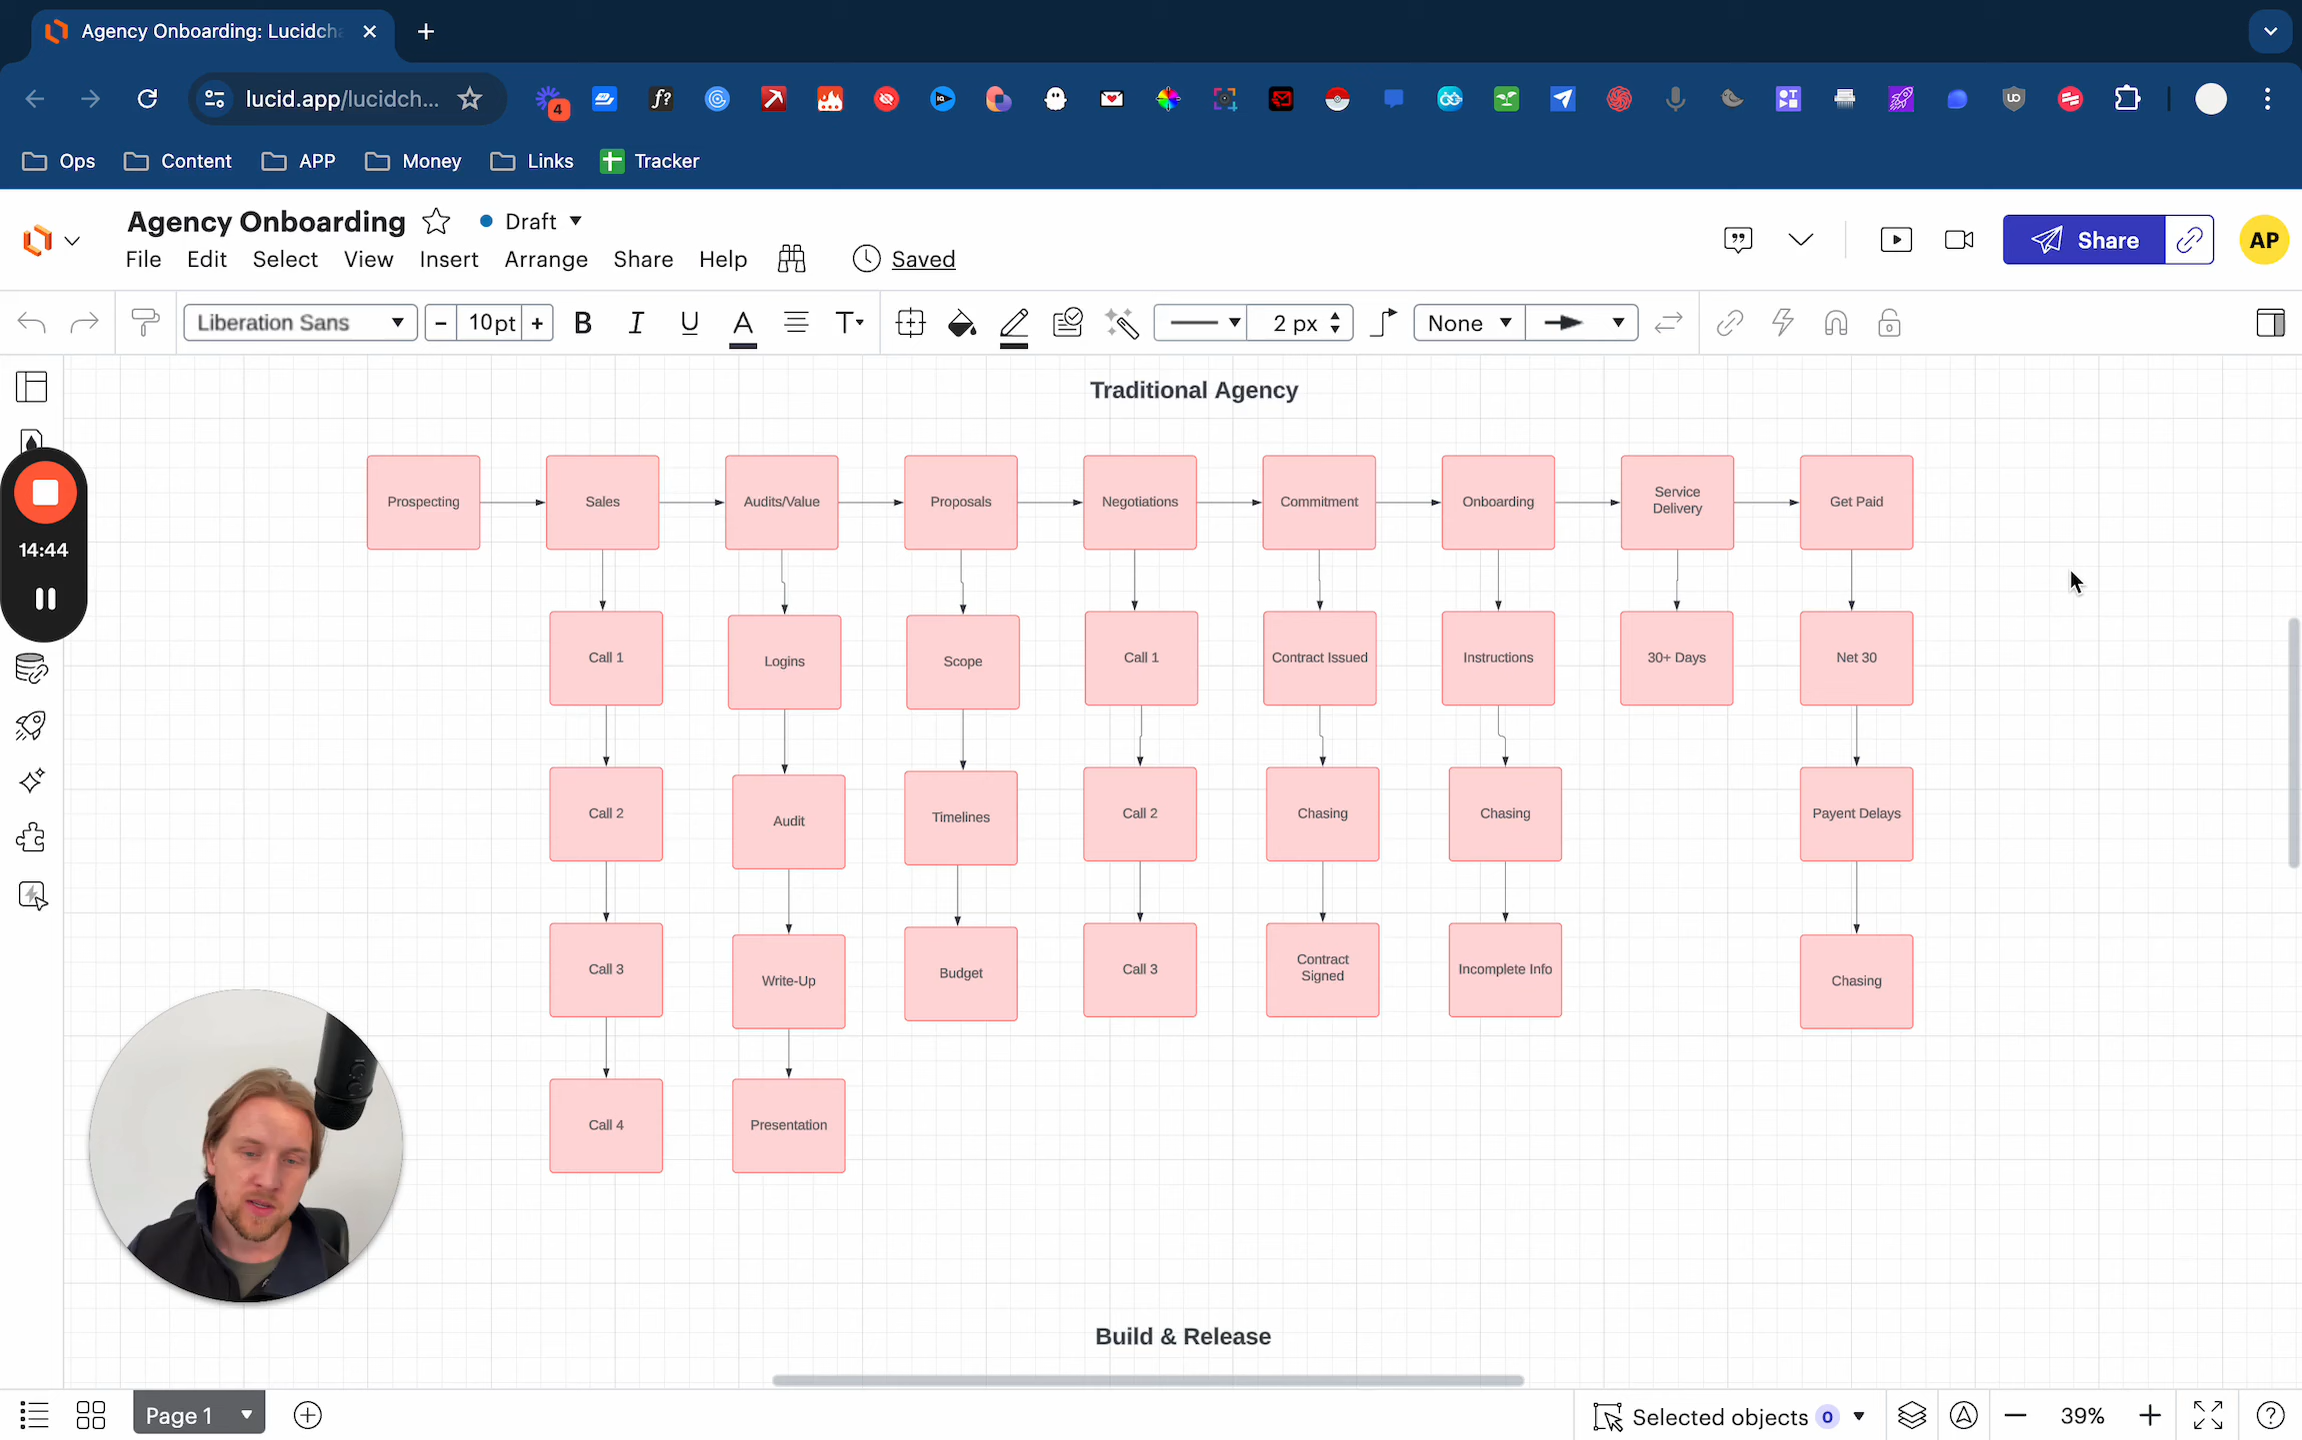 Agency Onboarding: Lucidch
lucid.app/lucidch...
4
f?
IQ
UD
Ops
Content
APP
Money
Links
Tracker
Agency Onboarding
Draft
File
Edit
Select
View
Insert
Arrange
Share
Help
Saved
Share
AP
Liberation Sans
10pt
B
I
U
A
T
2 px
None
14:44
Traditional Agency
Prospecting
Sales
Audits/Value
Proposals
Negotiations
Commitment
Onboarding
Service
Delivery
Get Paid
Call 1
Logins
Scope
Call 1
Contract Issued
Instructions
30+ Days
Net 30
Call 2
Audit
Timelines
Call 2
Chasing
Chasing
Payent Delays
Call 3
Write-Up
Budget
Call 3
Contract
Signed
Incomplete Info
Chasing
Call 4
Presentation
Build & Release
Page 1
Selected objects
0
39%